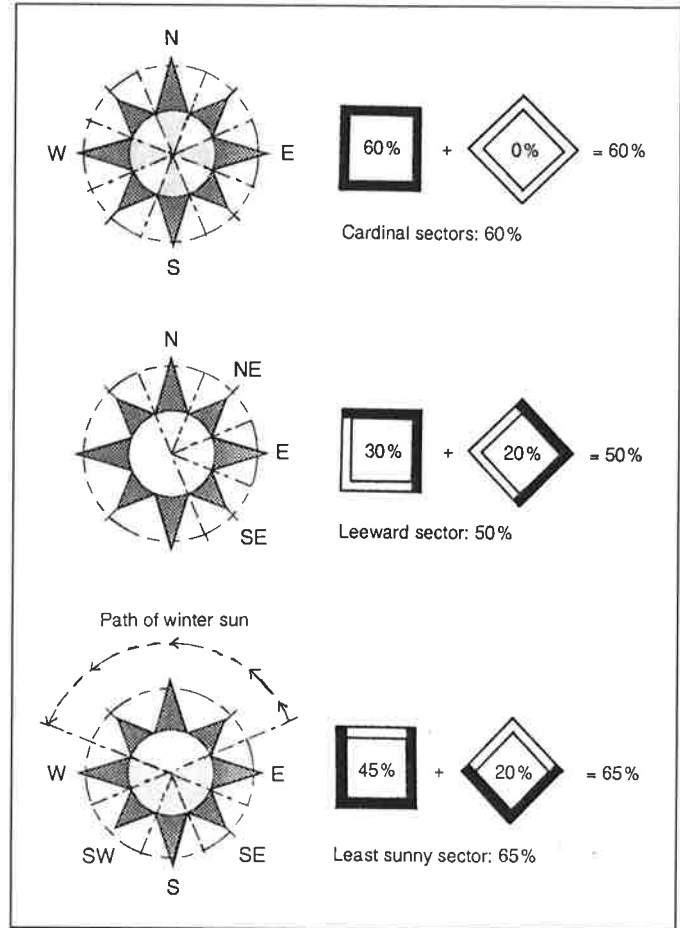 N
W E
S
60% + 0% = 60%
Cardinal sectors: 60%
N
NE
E
SE
30% + 20% = 50%
Leeward sector: 50%
Path of winter sun
W E
SW SE
S
45% + 20% = 65%
Least sunny sector: 65%